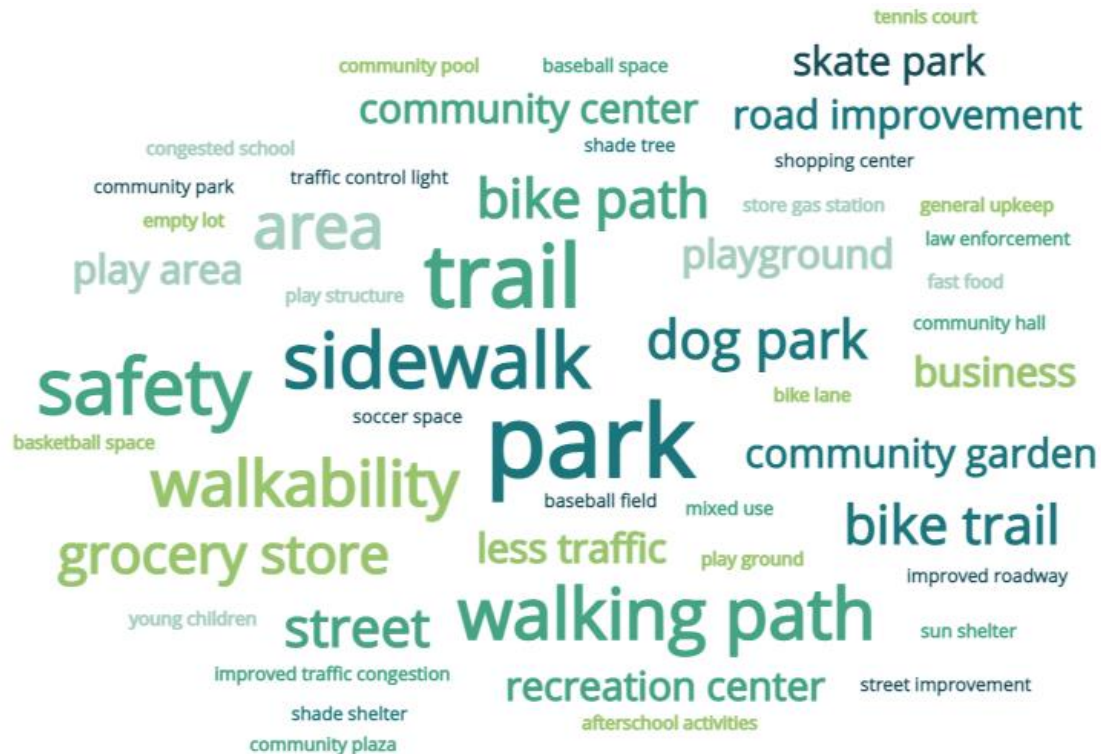 tennis court
skate park
community pool
baseball space
community center
road improvement
shade tree
congested school
shopping center
community park
traffic control light
bike path
store gas station
general upkeep
empty lot
area
law enforcement
playground
play area
trail
fast food
play structure
community hall
sidewalk
dog park
business
safety
bike lane
soccer space
basketball space
park
community garden
walkability
baseball field
mixed use
bike trail
grocery store
less traffic
play ground
improved roadway
young children
street
walking path
sun shelter
improved traffic congestion
recreation center
street improvement
shade shelter
afterschool activities
community plaza